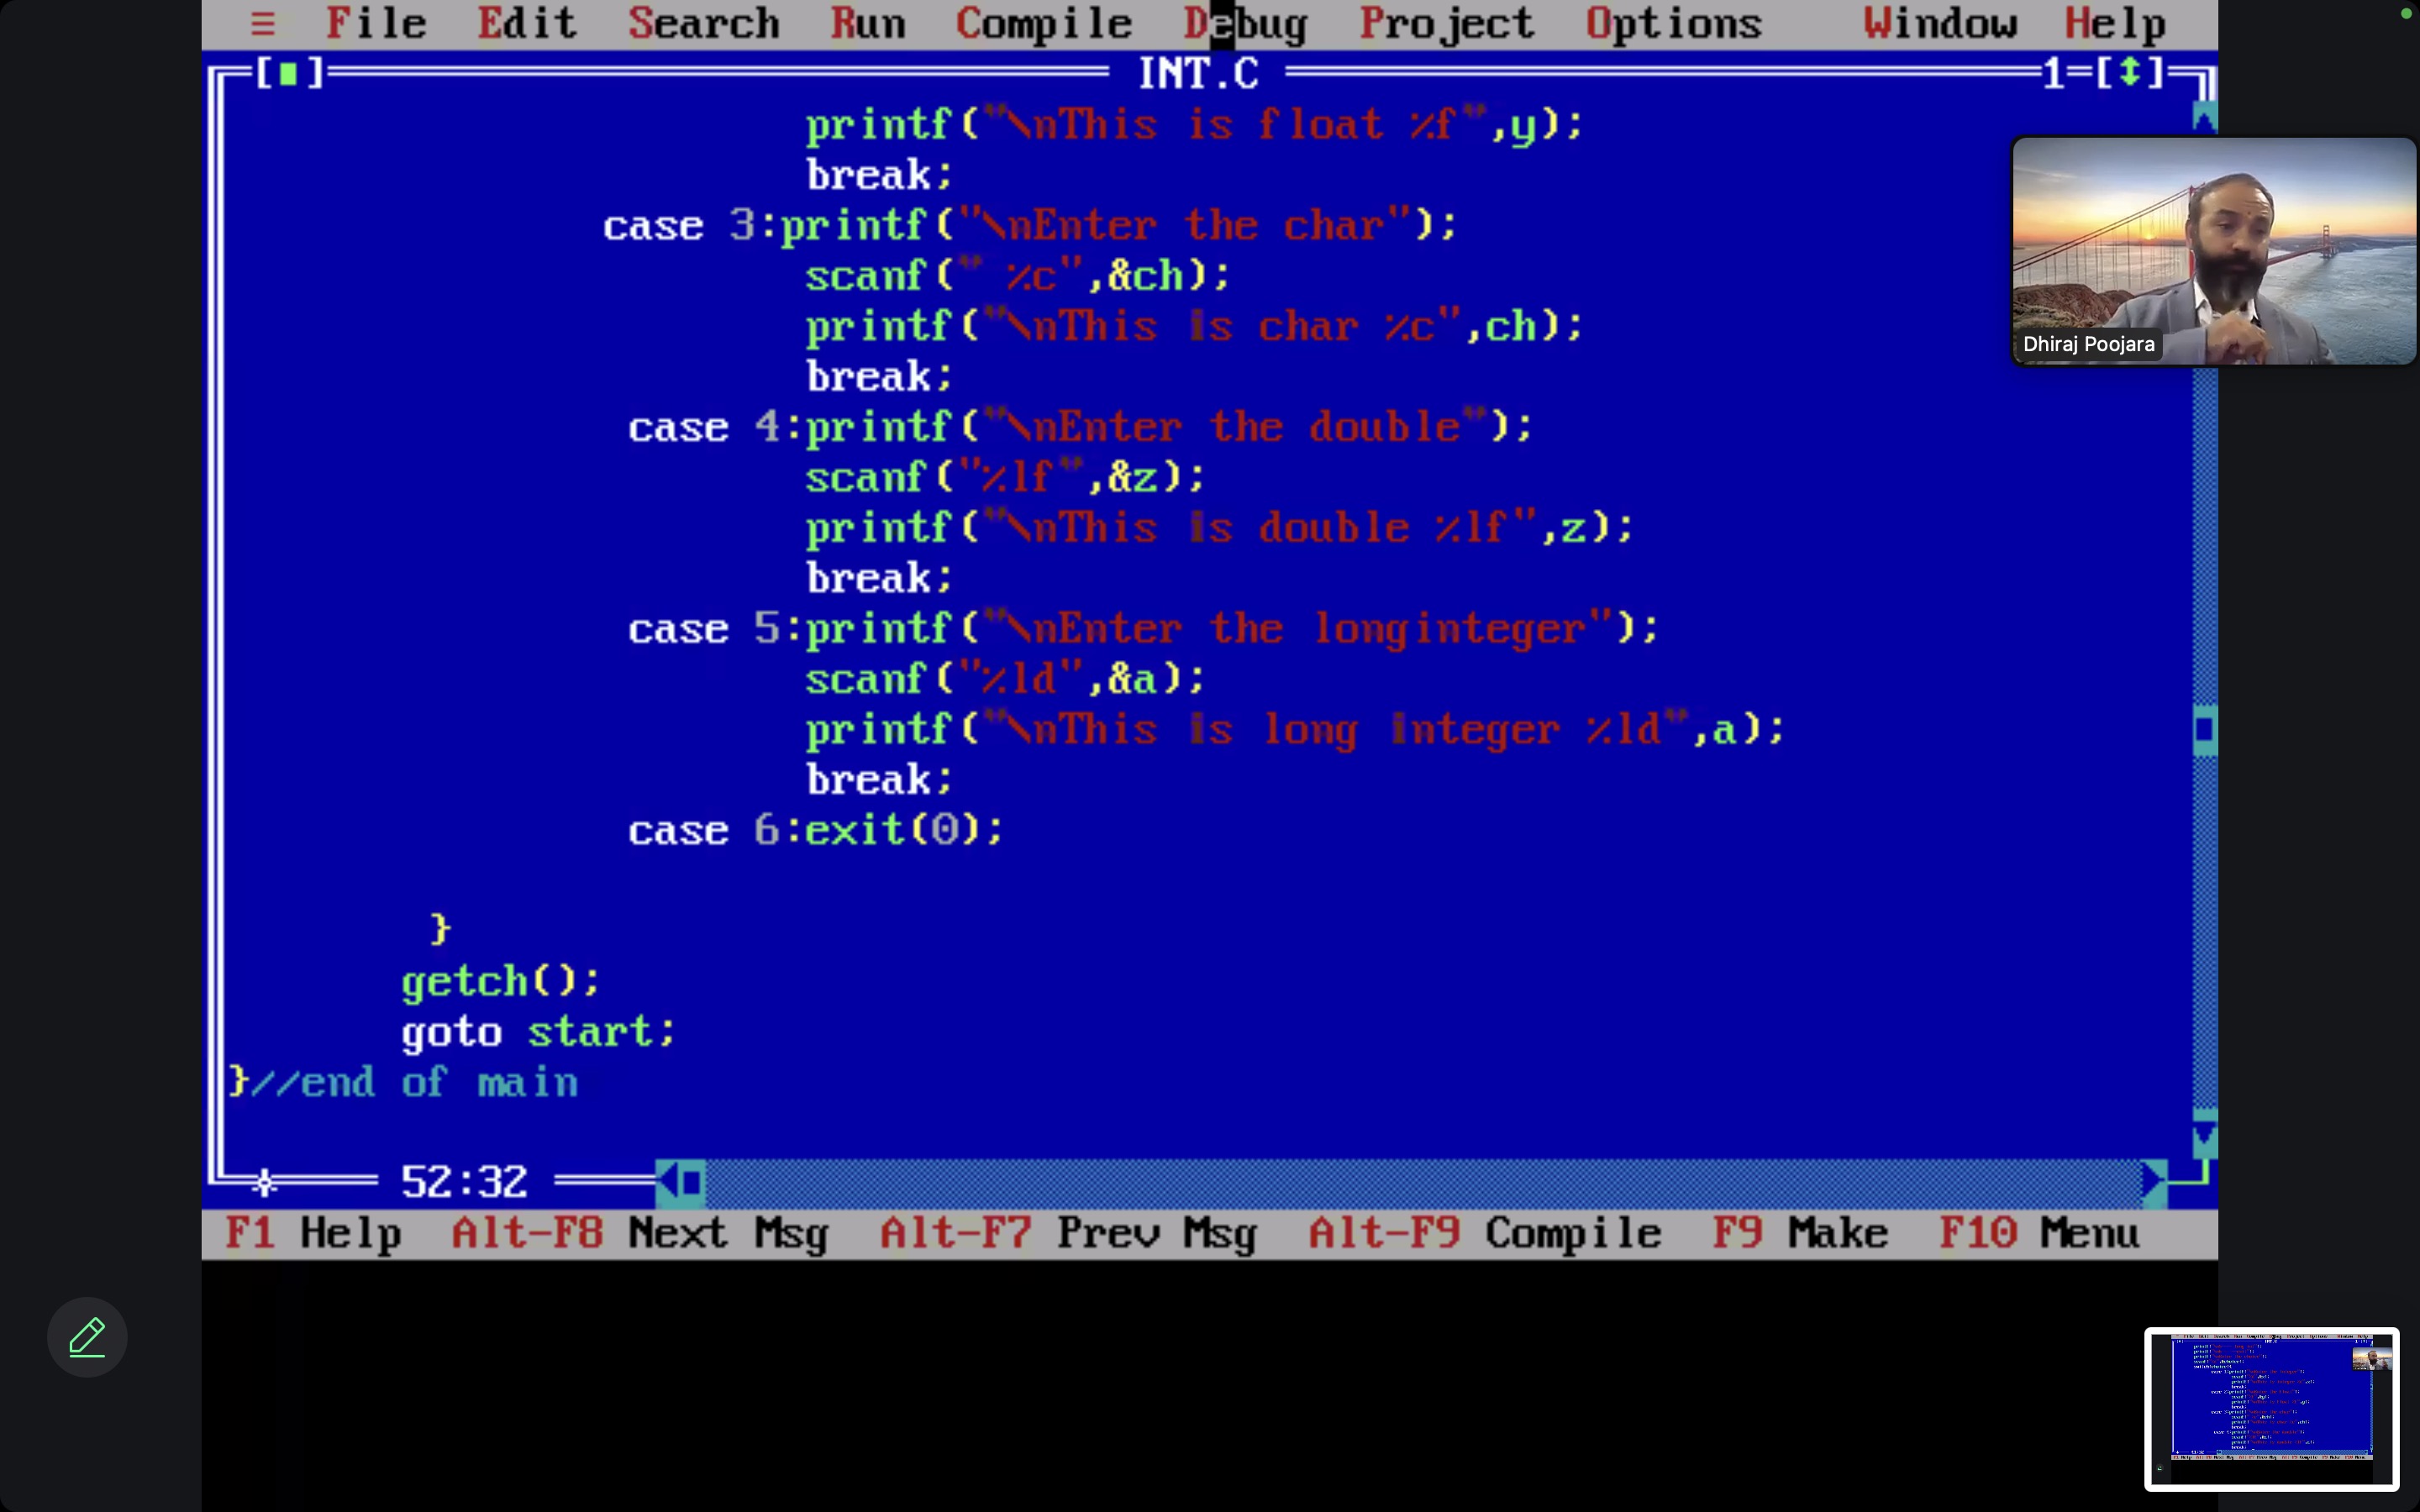 ≡ File Edit Search Run Compile Debug Project Options Window Help
[■] INT.C 1=[↕]
printf("\nThis is float %f",y);
break;
case 3:printf("\nEnter the char");
scanf(" %c",&ch);
printf("\nThis is char %c",ch);
break;
case 4:printf("\nEnter the double");
scanf("%lf",&z);
printf("\nThis is double %lf",z);
break;
case 5:printf("\nEnter the longinteger");
scanf("%ld",&a);
printf("\nThis is long integer %ld",a);
break;
case 6:exit(0);
}
getch();
goto start;
}//end of main
52:32
F1 Help Alt-F8 Next Msg Alt-F7 Prev Msg Alt-F9 Compile F9 Make F10 Menu
Dhiraj Poojara